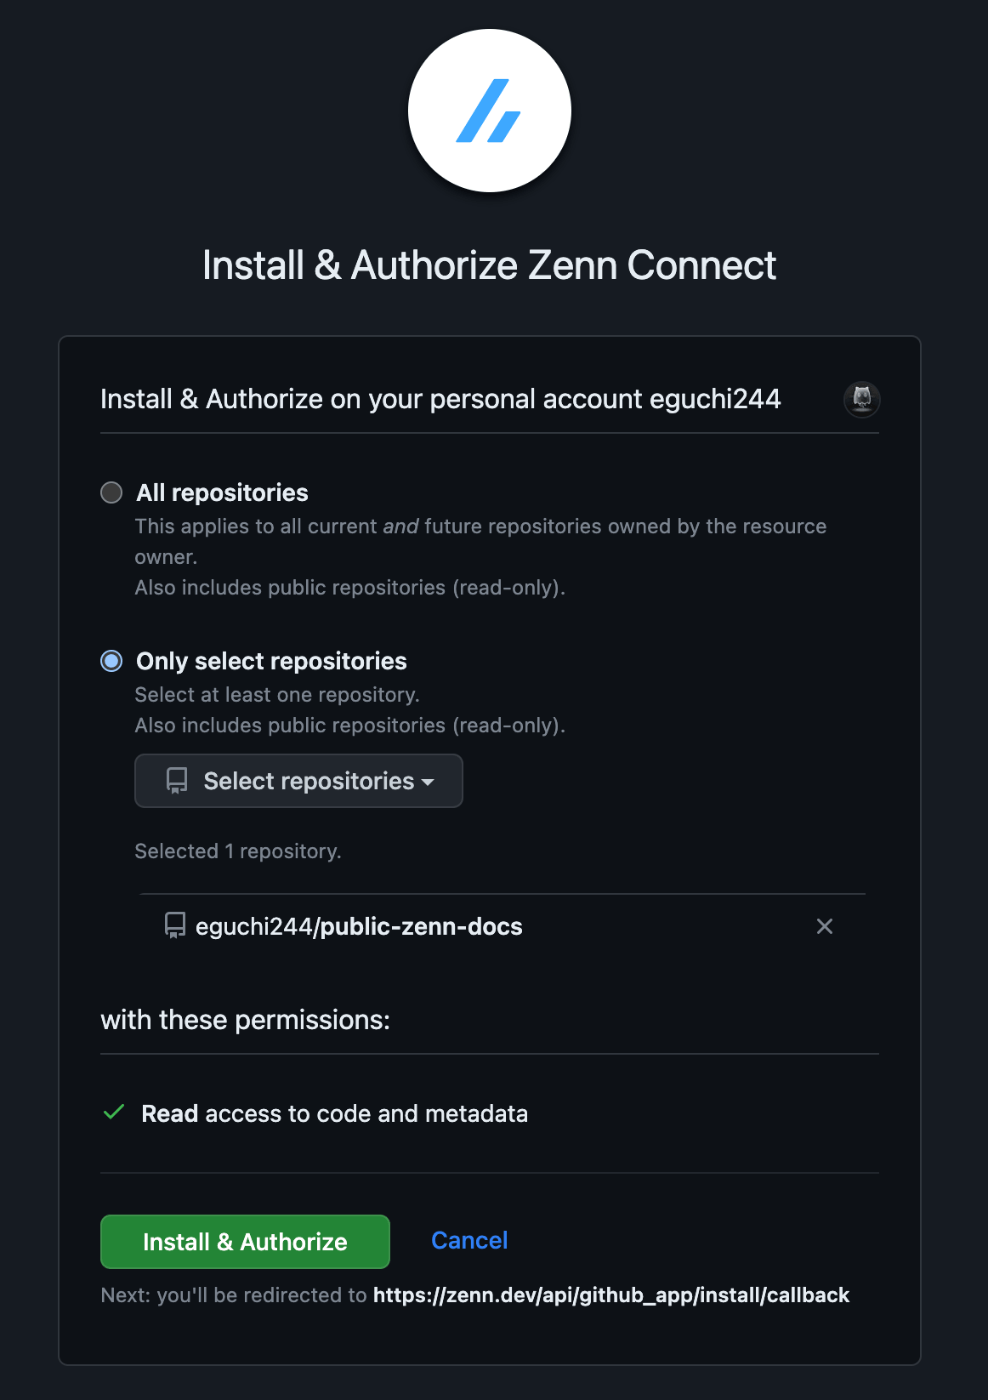 Install & Authorize Zenn Connect
Install & Authorize on your personal account eguchi244
All repositories
This applies to all current and future repositories owned by the resource
owner.
Also includes public repositories (read-only).
Only select repositories
Select at least one repository.
Also includes public repositories (read-only).
Select repositories
Selected 1 repository.
eguchi244/public-zenn-docs
with these permissions:
Read access to code and metadata
Install & Authorize Cancel
Next: you'll be redirected to https://zenn.dev/api/github_app/install/callback